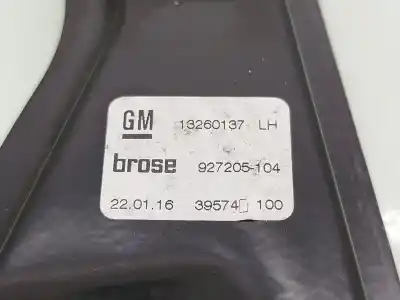 GM 13260137 LH
brose 927205-104
22.01.16 39574 100